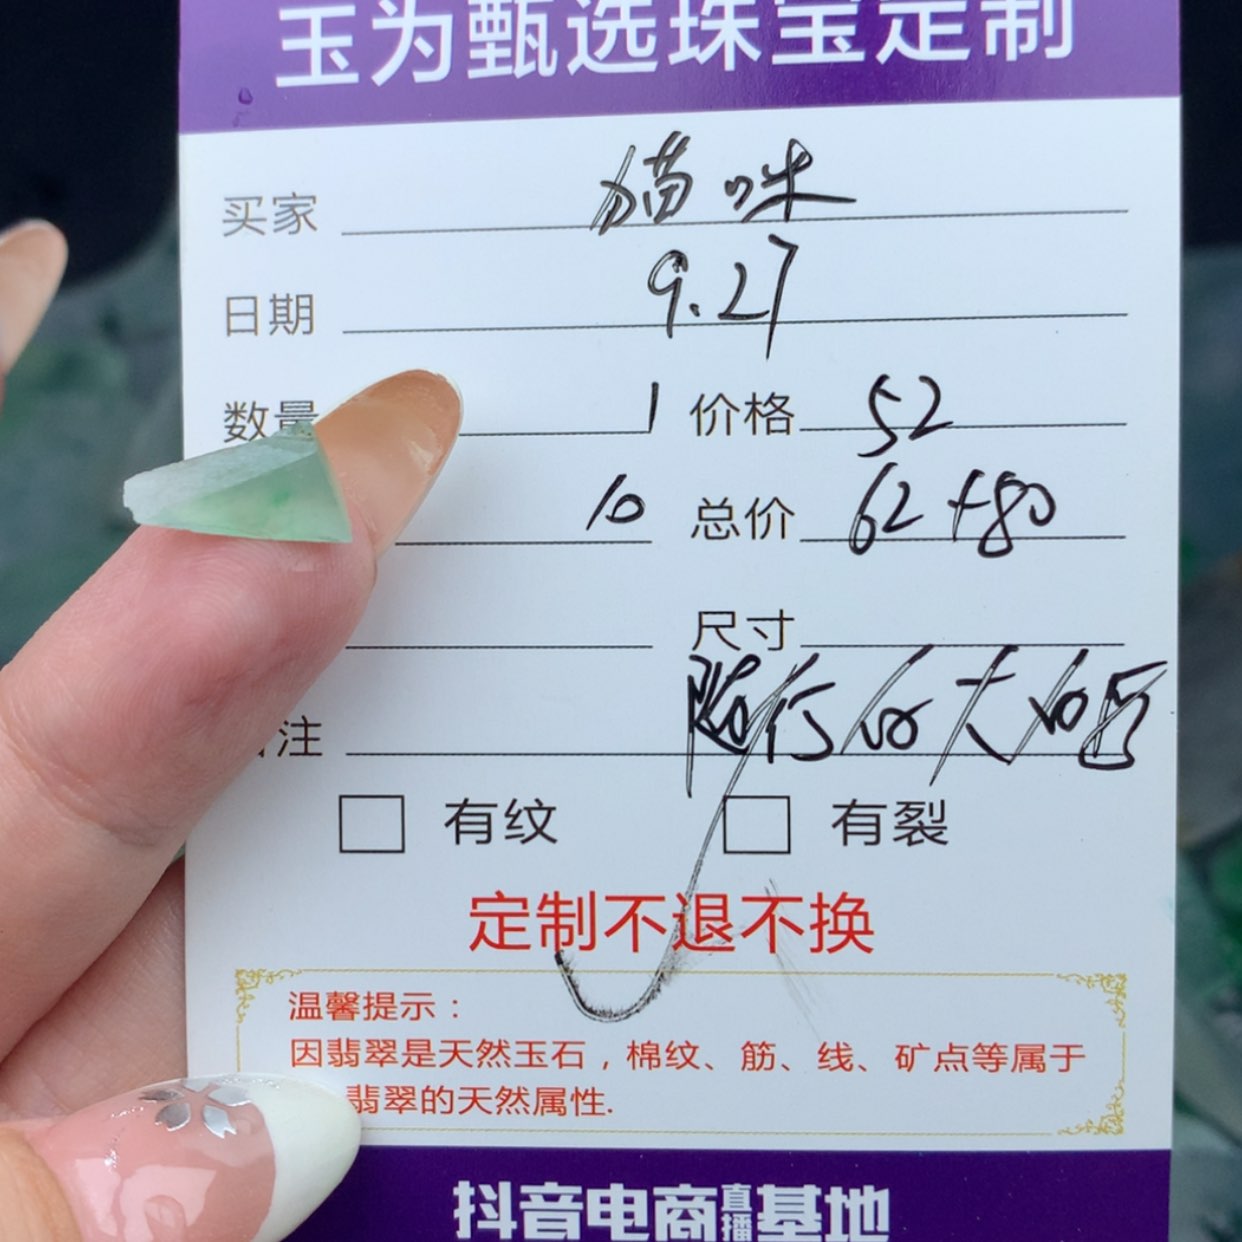 玉为甄选珠宝定制
买家 猫咪
日期 9.27
数量 1 价格 52
10 总价 62+80
尺寸
注 随行
有纹 有裂
定制不退不换
温馨提示：
因翡翠是天然玉石，棉纹、筋、线、矿点等属于
翡翠的天然属性.
抖音电商直播基地